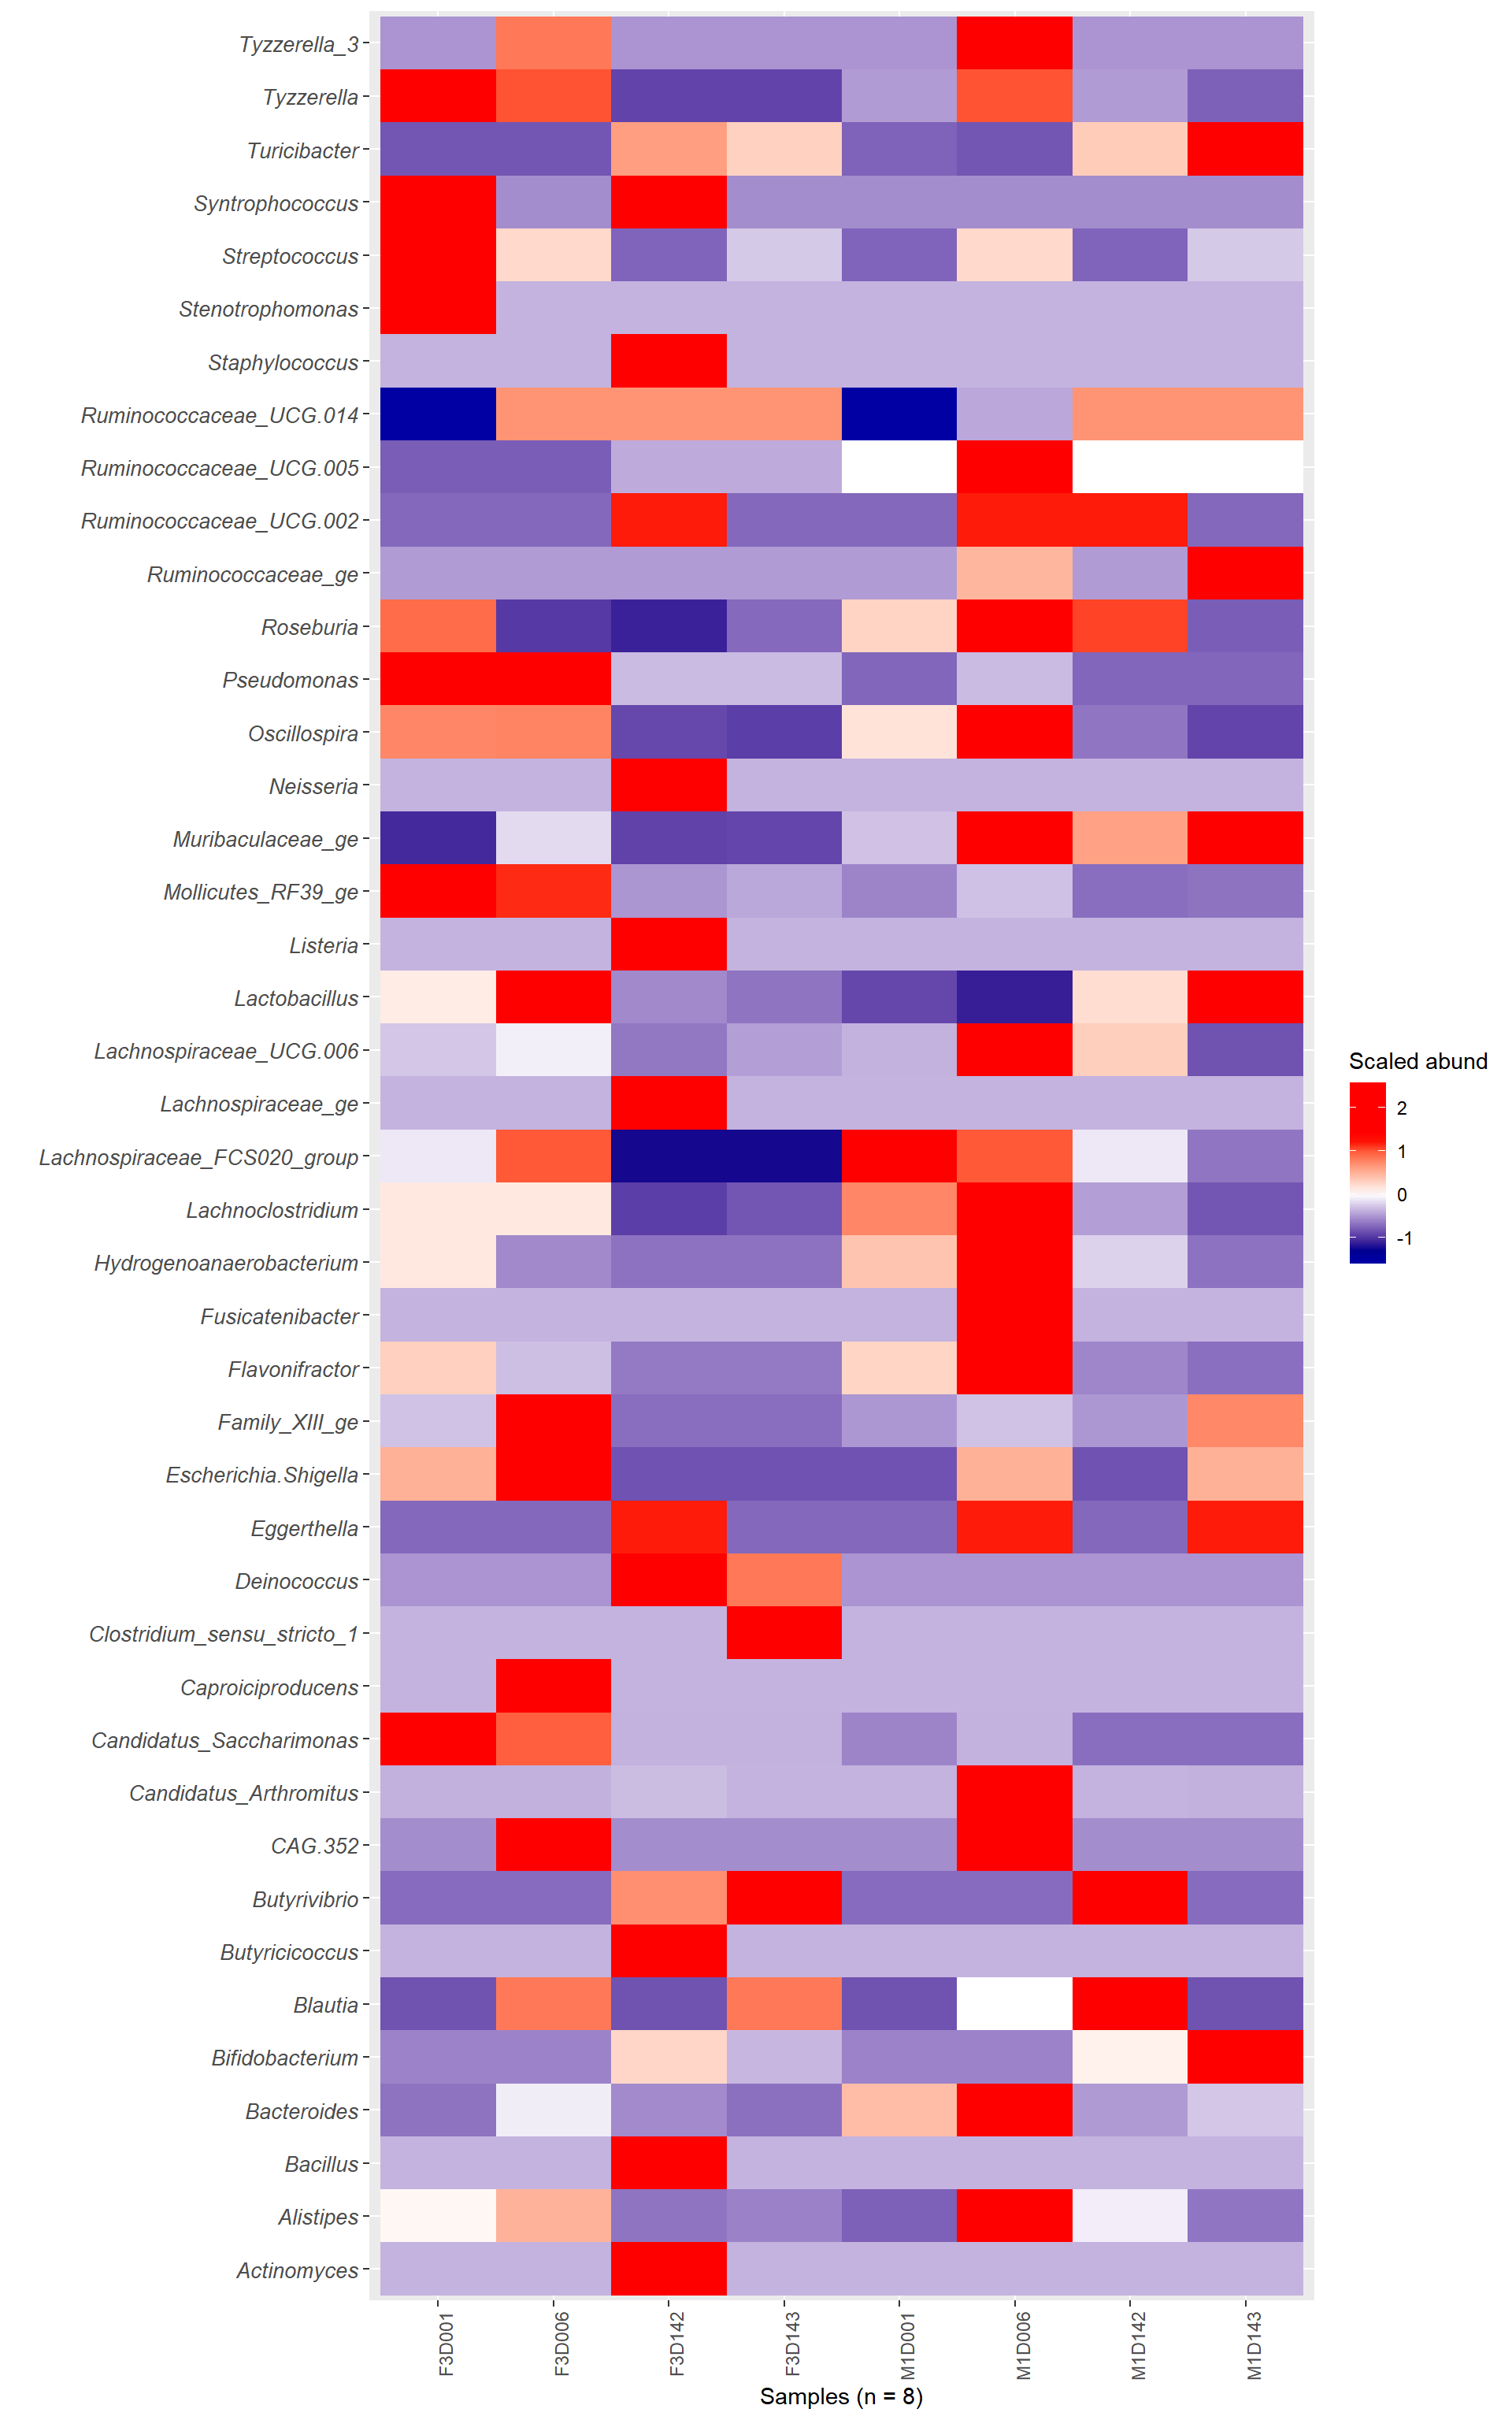 Tyzzerella_3
Tyzzerella
Turicibacter
Syntrophococcus
Streptococcus
Stenotrophomonas
Staphylococcus
Ruminococcaceae_UCG.014
Ruminococcaceae_UCG.005
Ruminococcaceae_UCG.002
Ruminococcaceae_ge
Roseburia
Pseudomonas
Oscillospira
Neisseria
Muribaculaceae_ge
Mollicutes_RF39_ge
Listeria
Lactobacillus
Lachnospiraceae_UCG.006
Lachnospiraceae_ge
Lachnospiraceae_FCS020_group
Lachnoclostridium
Hydrogenoanaerobacterium
Fusicatenibacter
Flavonifractor
Family_XIII_ge
Escherichia.Shigella
Eggerthella
Deinococcus
Clostridium_sensu_stricto_1
Caproiciproducens
Candidatus_Saccharimonas
Candidatus_Arthromitus
CAG.352
Butyrivibrio
Butyricicoccus
Blautia
Bifidobacterium
Bacteroides
Bacillus
Alistipes
Actinomyces
F3D001
F3D006
F3D142
F3D143
M1D001
M1D006
M1D142
M1D143
Samples (n = 8)
Scaled abund
2
1
0
-1